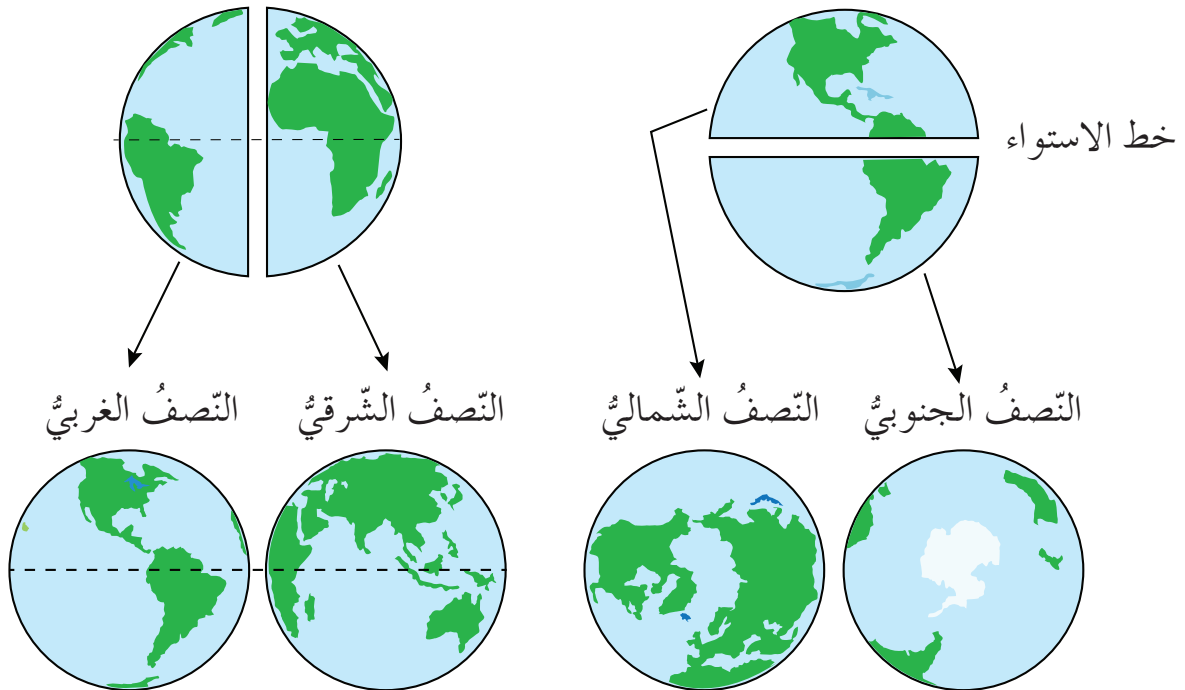 خط الاستواء
النّصفُ الجنوبيُّ
النّصفُ الشّماليُّ
النّصفُ الشّرقيُّ
النّصفُ الغربيُّ